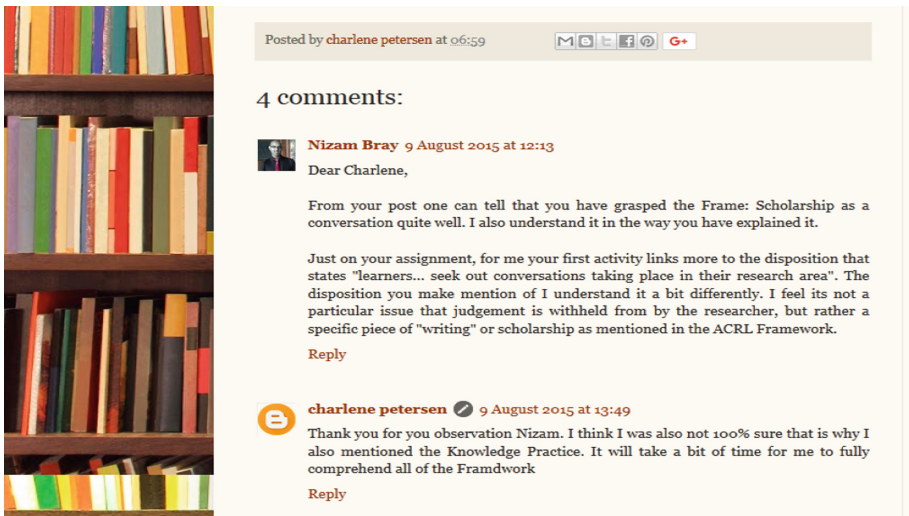 Posted by charlene petersen at 06:59
G+
4 comments:
Nizam Bray 9 August 2015 at 12:13
Dear Charlene,
From your post one can tell that you have grasped the Frame: Scholarship as a
conversation quite well. I also understand it in the way you have explained it.
Just on your assignment, for me your first activity links more to the disposition that
states "learners... seek out conversations taking place in their research area". The
disposition you make mention of I understand it a bit differently. I feel its not a
particular issue that judgement is withheld from by the researcher, but rather a
specific piece of "writing" or scholarship as mentioned in the ACRL Framework.
Reply
charlene petersen 9 August 2015 at 13:49
Thank you for you observation Nizam. I think I was also not 100% sure that is why I
also mentioned the Knowledge Practice. It will take a bit of time for me to fully
comprehend all of the Framdwork
Reply